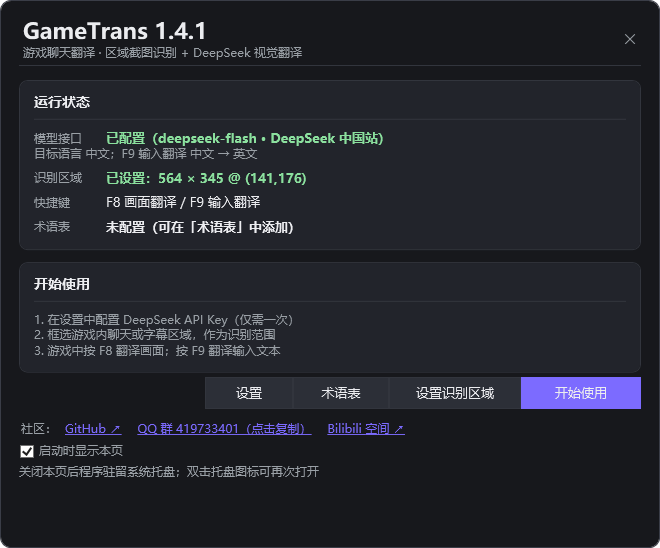 GameTrans 1.4.1
游戏聊天翻译 · 区域截图识别 + DeepSeek 视觉翻译
运行状态
模型接口 已配置（deepseek-flash • DeepSeek 中国站）
目标语言 中文；F9 输入翻译 中文 → 英文
识别区域 已设置：564 × 345 @ (141,176)
快捷键 F8 画面翻译 / F9 输入翻译
术语表 未配置（可在「术语表」中添加）
开始使用
1. 在设置中配置 DeepSeek API Key（仅需一次）
2. 框选游戏内聊天或字幕区域，作为识别范围
3. 游戏中按 F8 翻译画面；按 F9 翻译输入文本
设置 术语表 设置识别区域 开始使用
社区： GitHub ↗ QQ 群 419733401（点击复制） Bilibili 空间 ↗
启动时显示本页
关闭本页后程序驻留系统托盘；双击托盘图标可再次打开